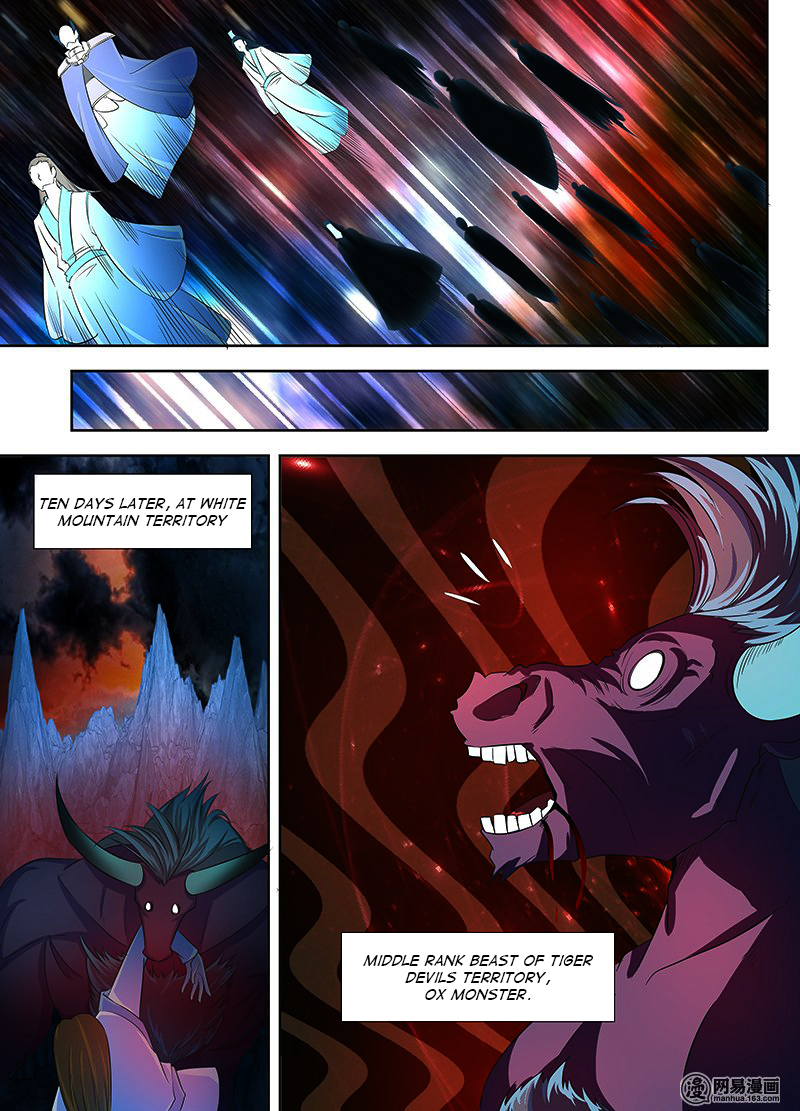 TEN DAYS LATER, AT WHITE
MOUNTAIN TERRITORY
MIDDLE RANK BEAST OF TIGER
DEVILS TERRITORY,
OX MONSTER.
漫 网易漫画
manhua.163.com